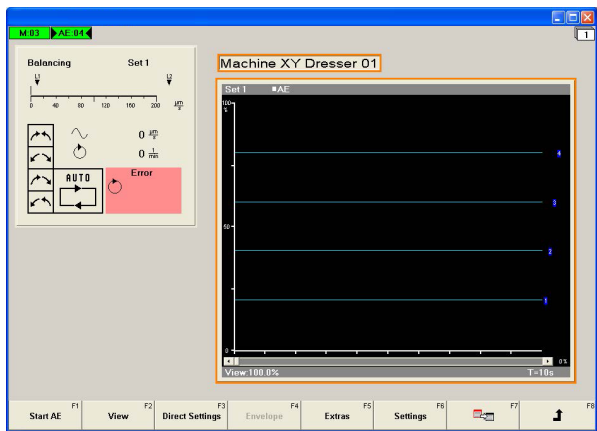 M:03 AE:04
1
Balancing Set 1
L1 L2
0 40 80 120 160 200 µm/s
0 µm/s
0 1/min
AUTO
Error
Machine XY Dresser 01
Set 1 AE
100
%
4
3
50
2
1
0
0%
View:100.0% T=10s
F1 F2 F3 F4 F5 F6 F7 F8
Start AE View Direct Settings Envelope Extras Settings